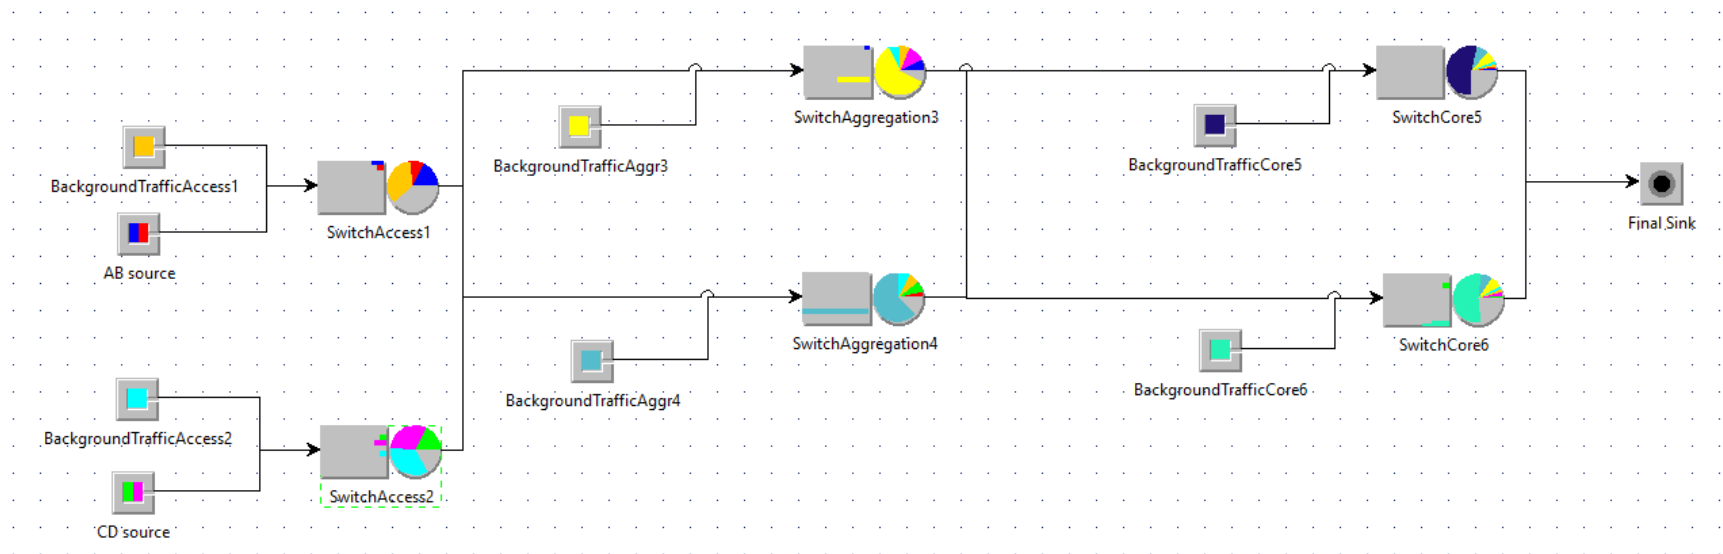 SwitchAggregation3
SwitchCore5
BackgroundTrafficAggr3
BackgroundTrafficCore5
BackgroundTrafficAccess1
SwitchAccess1
Final Sink
AB source
SwitchAggregation4
SwitchCore6
BackgroundTrafficAggr4
BackgroundTrafficCore6
BackgroundTrafficAccess2
SwitchAccess2
CD source